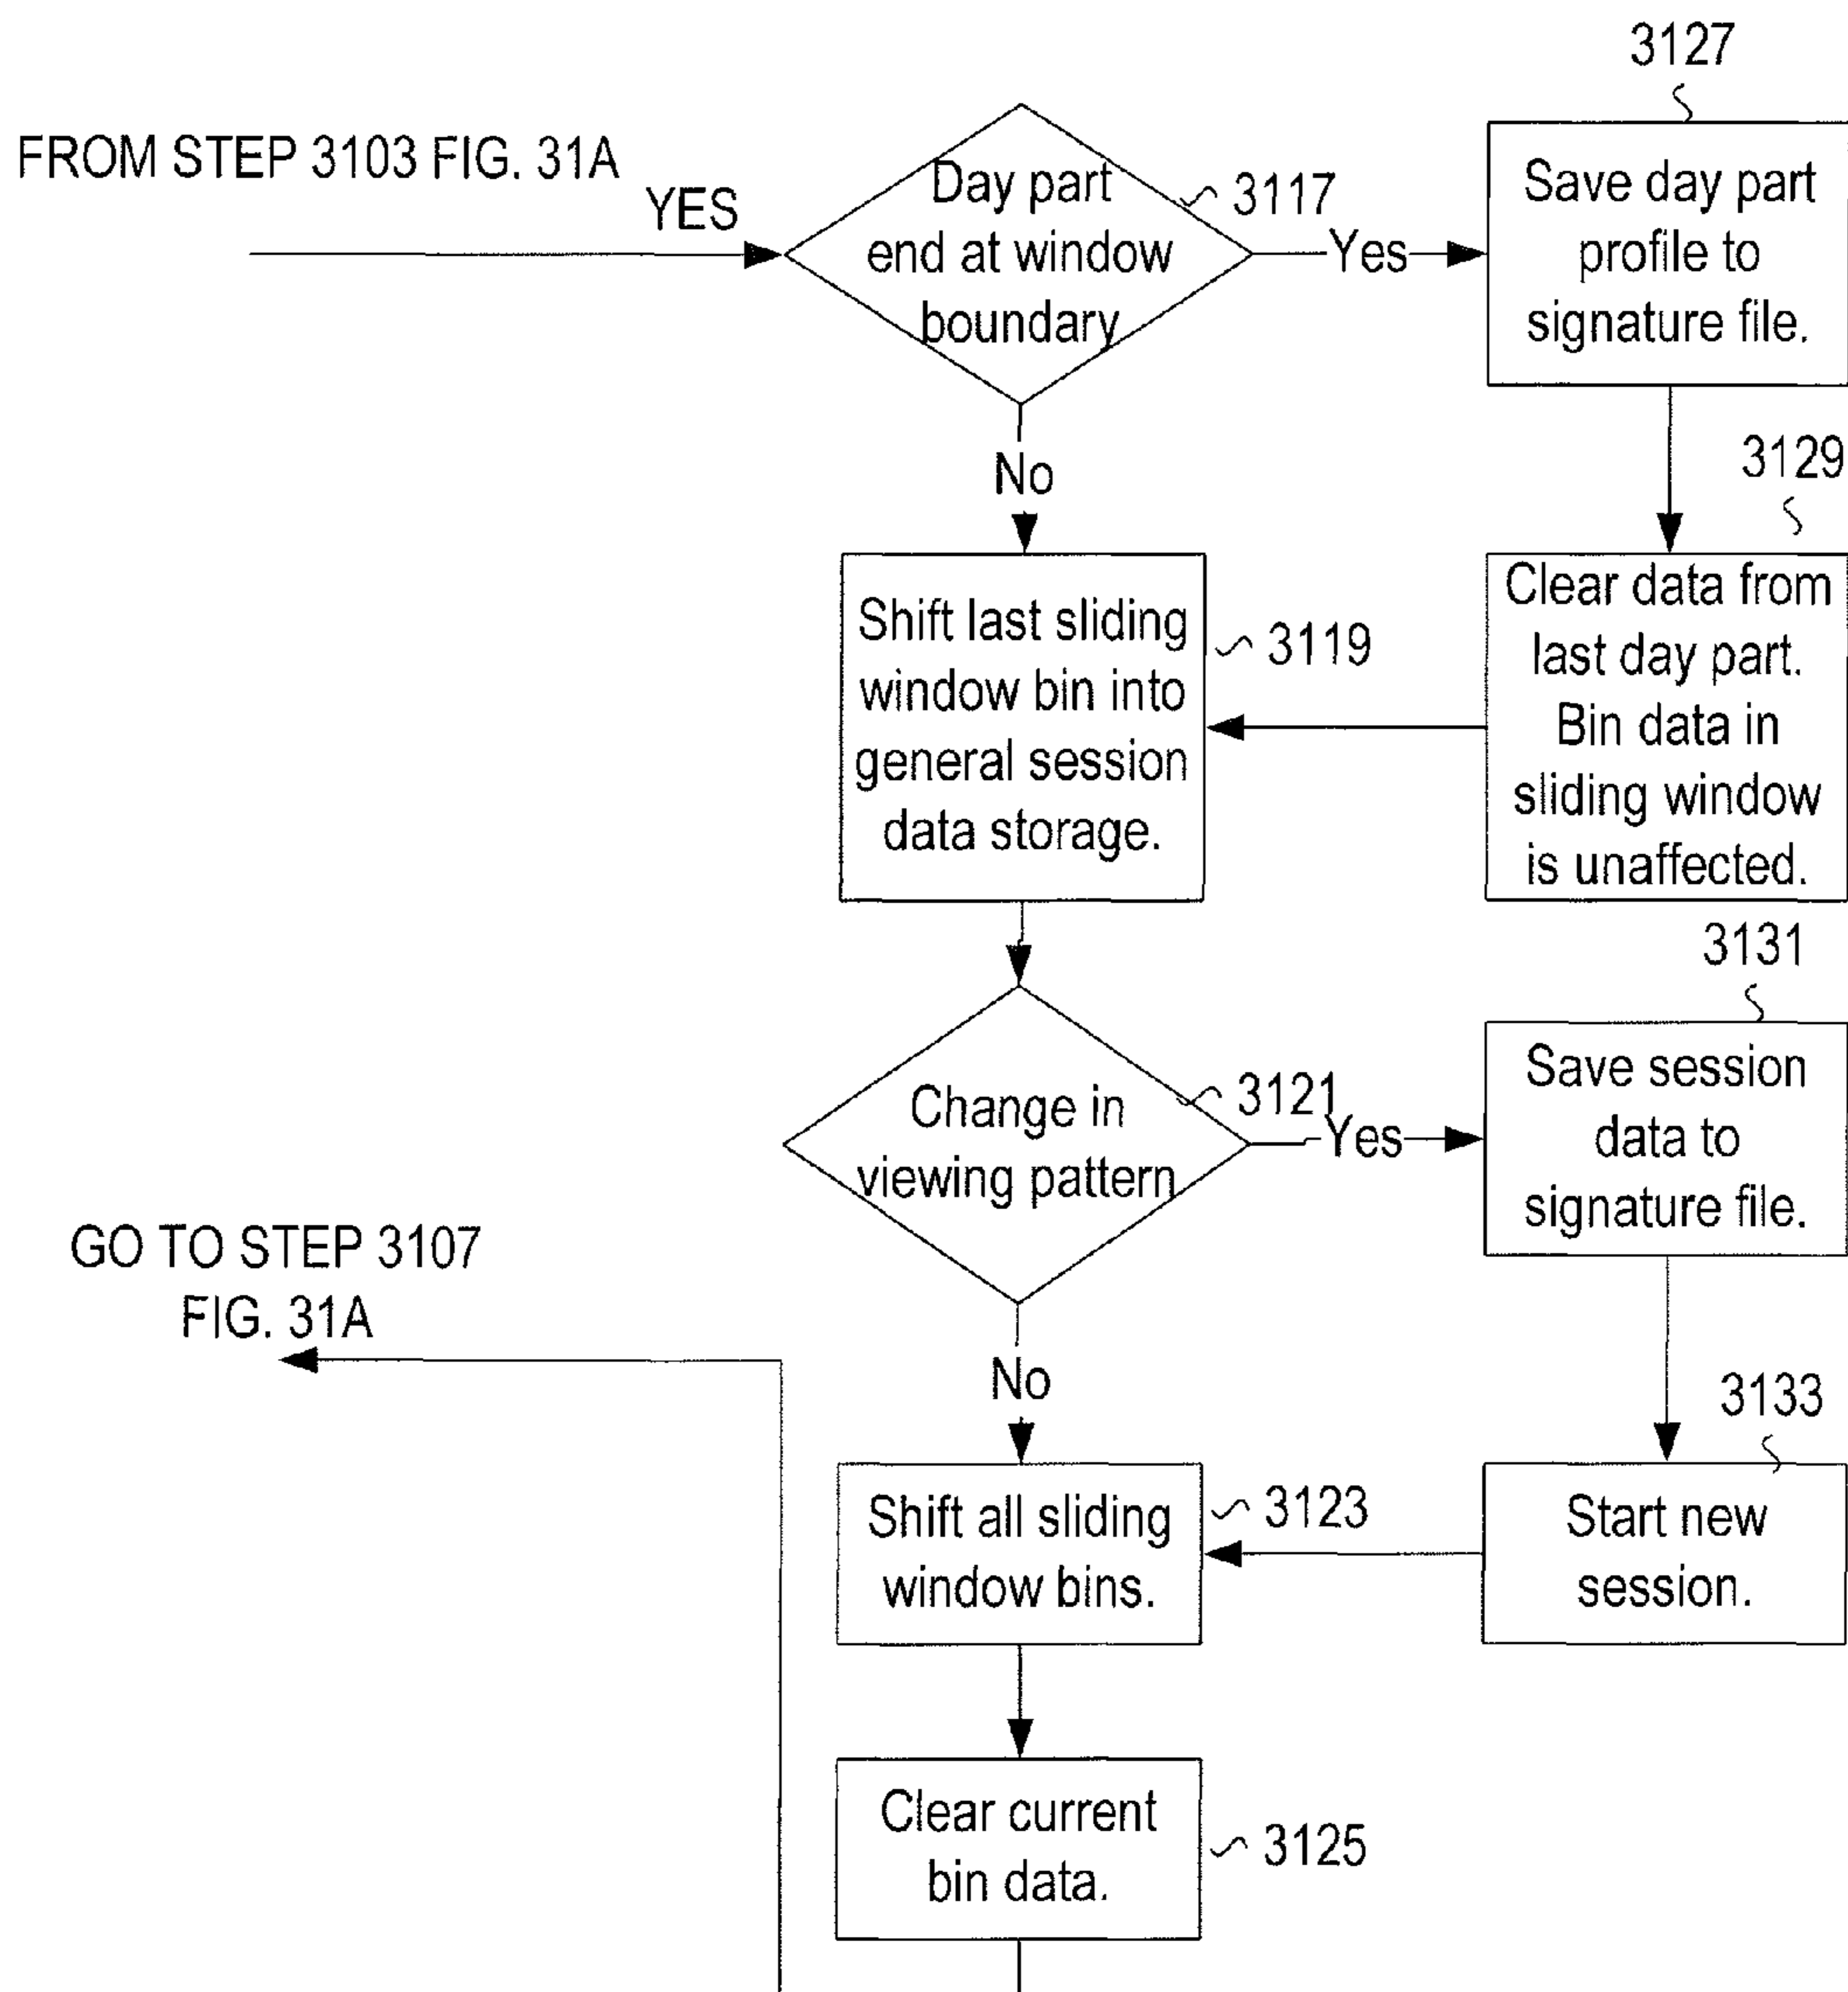 3127
FROM STEP 3103 FIG. 31A
YES
Day part
end at window
boundary
3117
Yes
Save day part
profile to
signature file.
No
3129
Shift last sliding
window bin into
general session
data storage.
3119
Clear data from
last day part.
Bin data in
sliding window
is unaffected.
3131
Change in
viewing pattern
3121
Yes
Save session
data to
signature file.
GO TO STEP 3107
FIG. 31A
No
3133
Shift all sliding
window bins.
3123
Start new
session.
Clear current
bin data.
3125